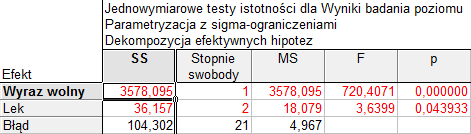 Jednowymiarowe testy istotności dla Wyniki badania poziomu
Parametryzacja z sigma-ograniczeniami
Dekompozycja efektywnych hipotez
Efekt SS Stopnie swobody MS F p
Wyraz wolny 3578,095 1 3578,095 720,4071 0,000000
Lek 36,157 2 18,079 3,6399 0,043933
Błąd 104,302 21 4,967